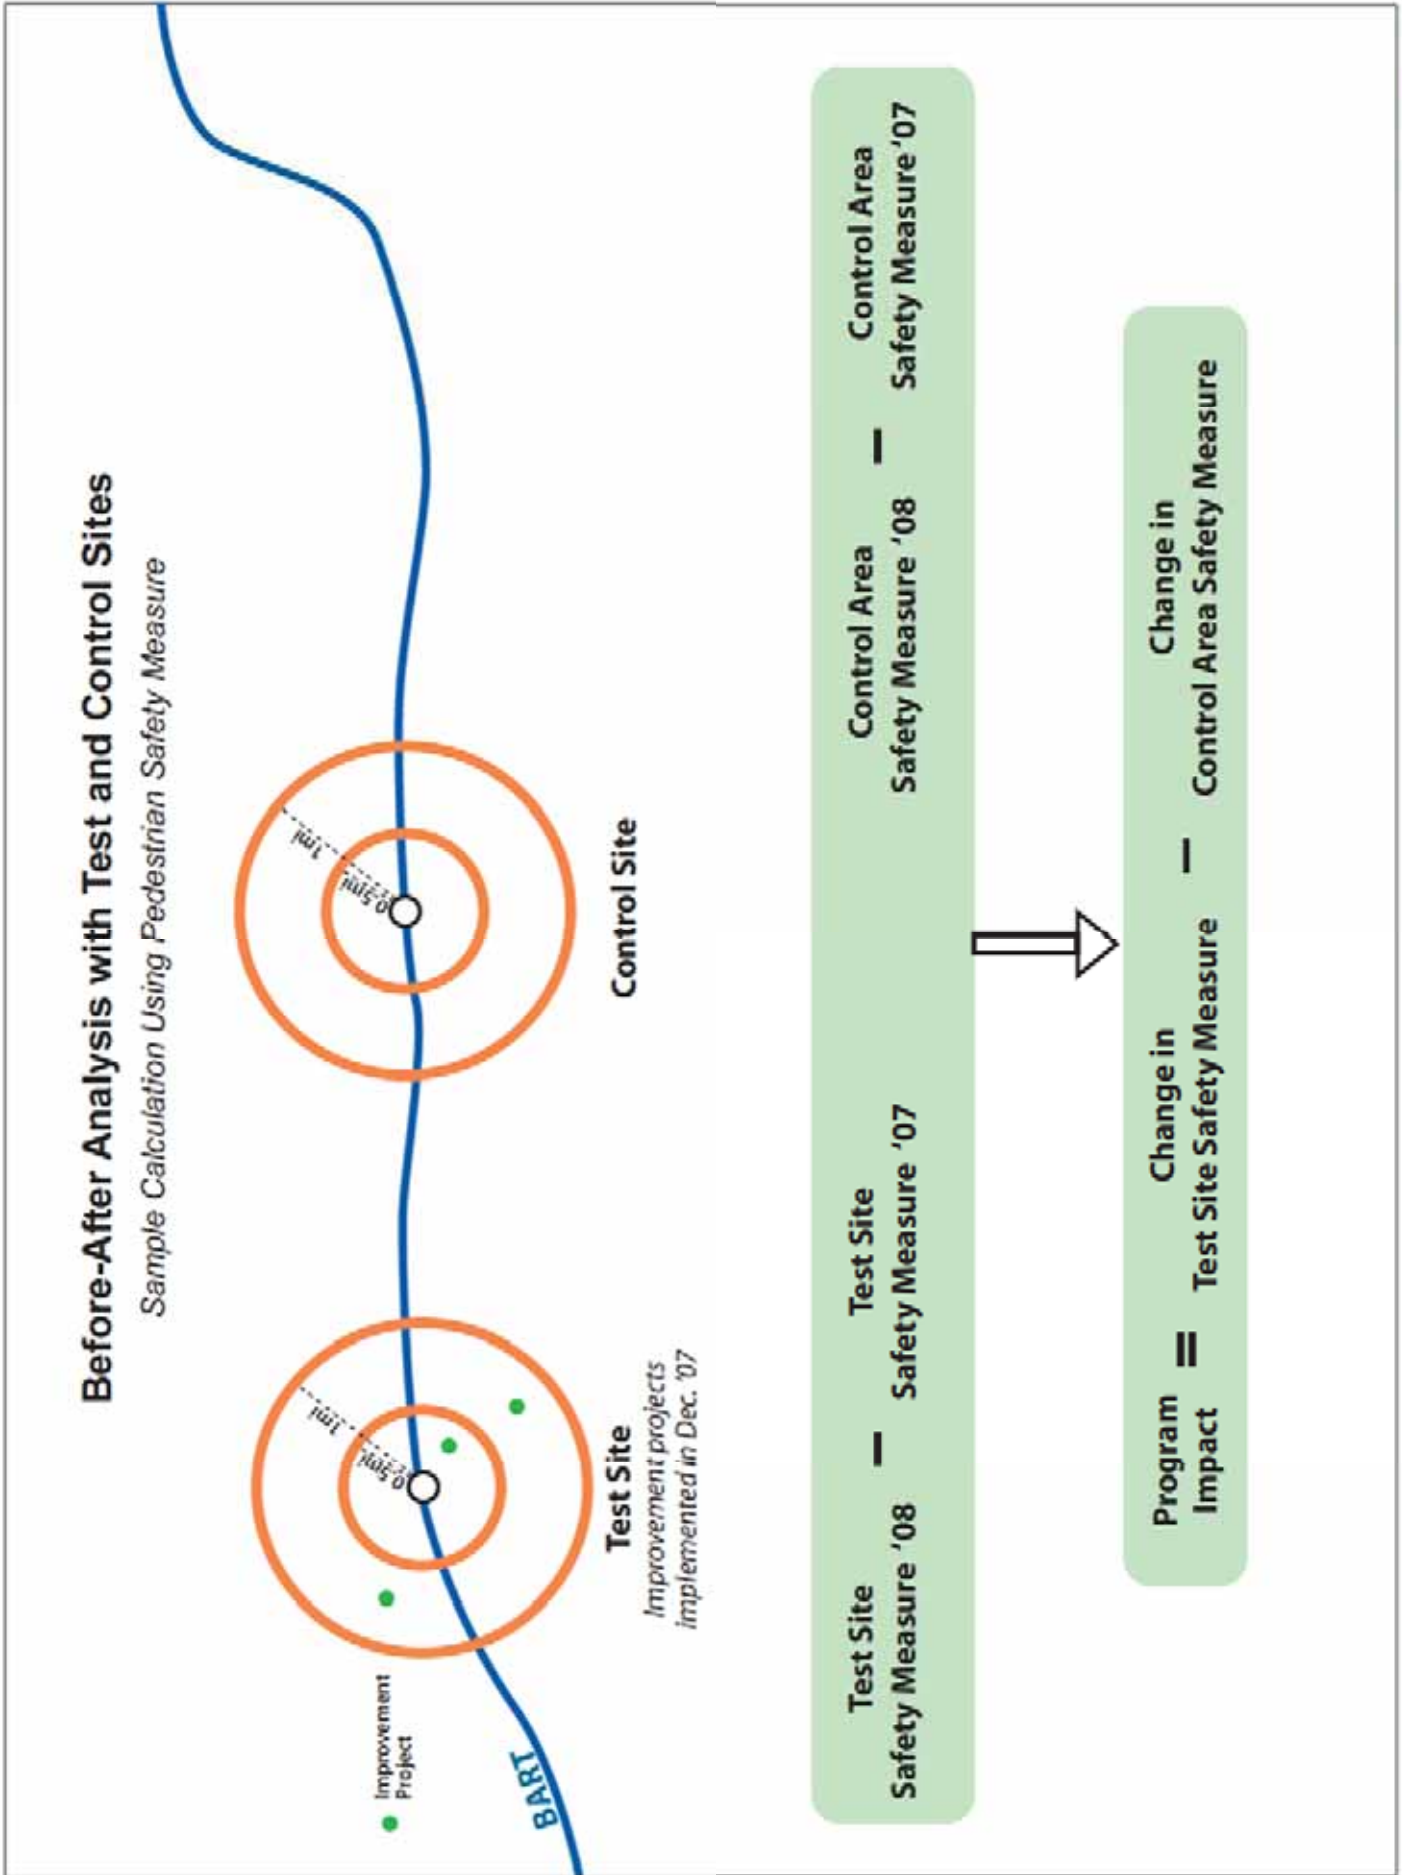 Before-After Analysis with Test and Control Sites
Sample Calculation Using Pedestrian Safety Measure
Improvement
Project
BART
0.5mi
1mi
Test Site
Improvement projects
implemented in Dec. '07
0.5mi
1mi
Control Site
Test Site
Safety Measure '08
—
Test Site
Safety Measure '07
Control Area
Safety Measure '08
—
Control Area
Safety Measure '07
Program
Impact
=
Change in
Test Site Safety Measure
—
Change in
Control Area Safety Measure